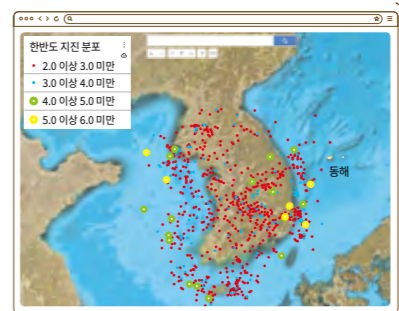 한반도 지진 분포
2.0 이상 3.0 미만
3.0 이상 4.0 미만
4.0 이상 5.0 미만
5.0 이상 6.0 미만
동해